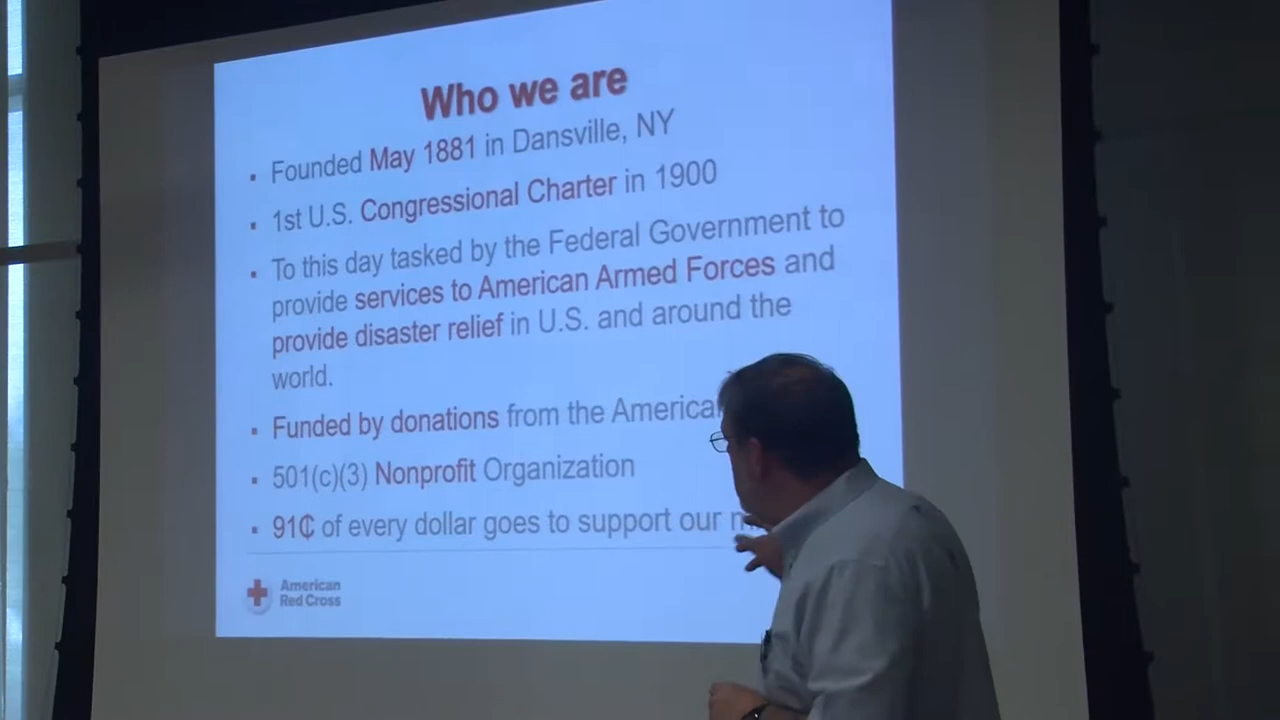 Who we are
Founded May 1881 in Dansville, NY
1st U.S. Congressional Charter in 1900
To this day tasked by the Federal Government to
provide services to American Armed Forces and
provide disaster relief in U.S. and around the
world.
Funded by donations from the America
501(c)(3) Nonprofit Organization
91₵ of every dollar goes to support our
American
Red Cross